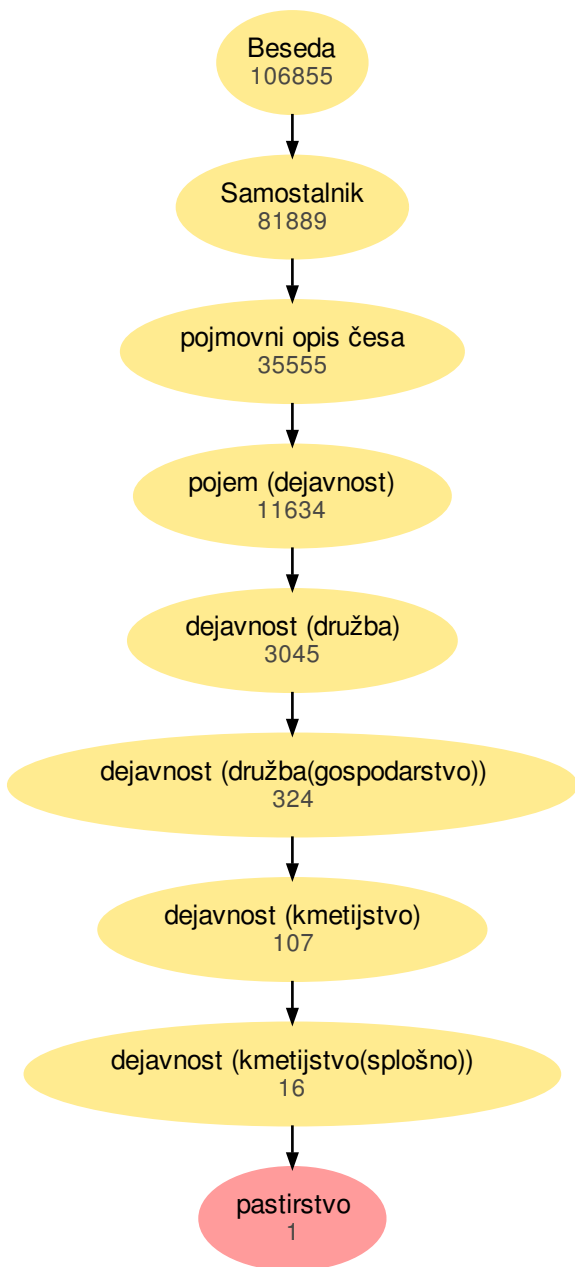 Beseda
106855
Samostalnik
81889
pojmovni opis česa
35555
pojem (dejavnost)
11634
dejavnost (družba)
3045
dejavnost (družba(gospodarstvo))
324
dejavnost (kmetijstvo)
107
dejavnost (kmetijstvo(splošno))
16
pastirstvo
1